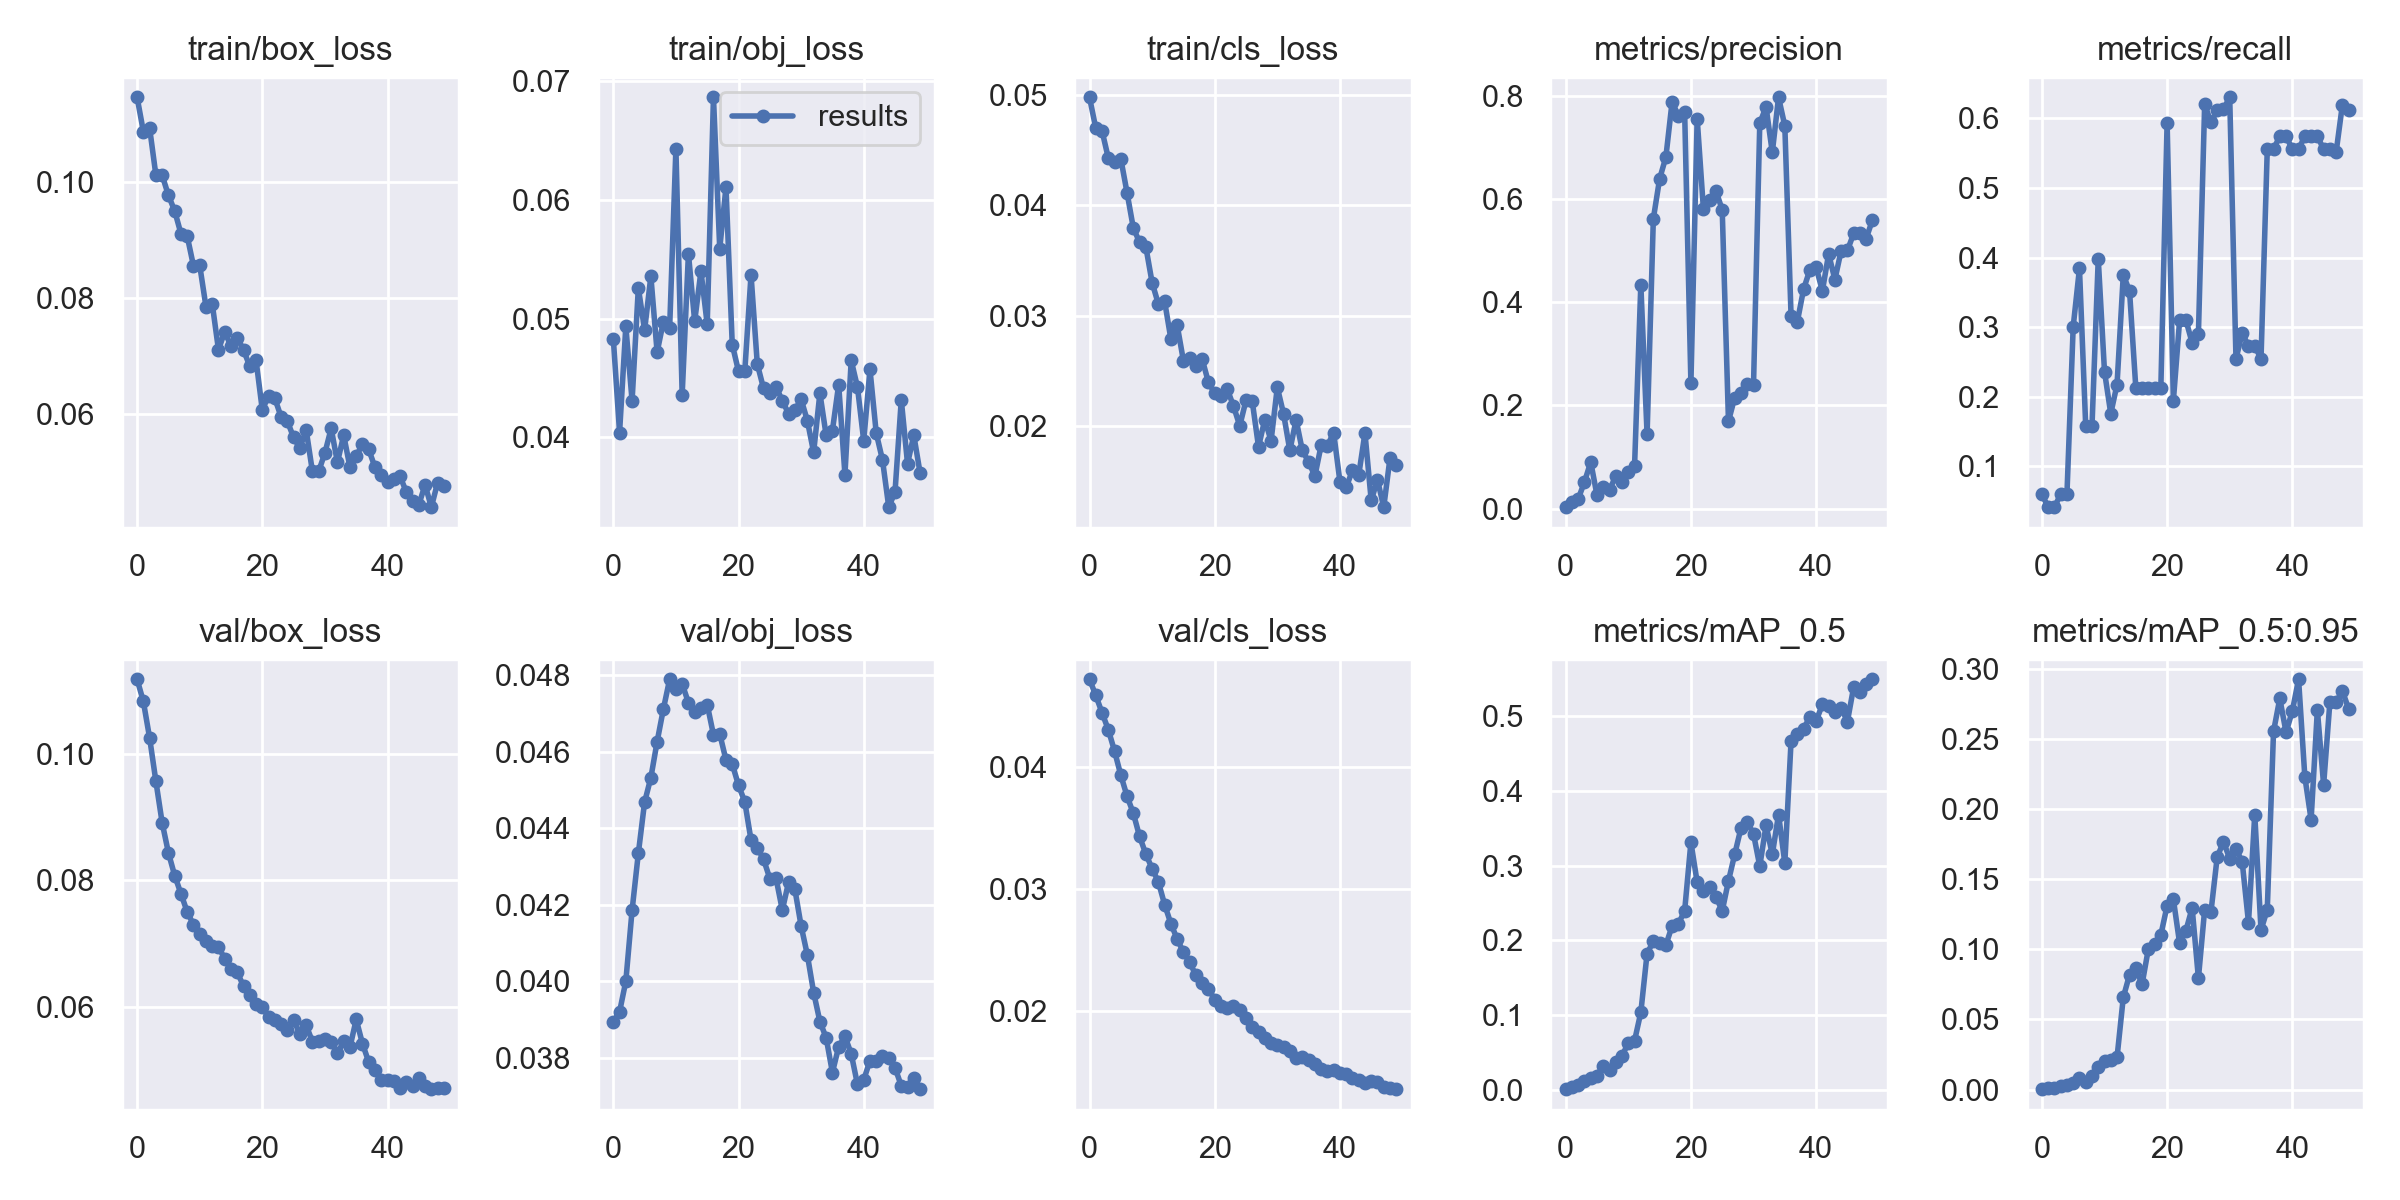 train/box_loss
0.10
0.08
0.06
0 20 40
train/obj_loss
results
0.07
0.06
0.05
0.04
0 20 40
train/cls_loss
0.05
0.04
0.03
0.02
0 20 40
metrics/precision
0.8
0.6
0.4
0.2
0.0
0 20 40
metrics/recall
0.6
0.5
0.4
0.3
0.2
0.1
0 20 40
val/box_loss
0.10
0.08
0.06
0 20 40
val/obj_loss
0.048
0.046
0.044
0.042
0.040
0.038
0 20 40
val/cls_loss
0.04
0.03
0.02
0 20 40
metrics/mAP_0.5
0.5
0.4
0.3
0.2
0.1
0.0
0 20 40
metrics/mAP_0.5:0.95
0.30
0.25
0.20
0.15
0.10
0.05
0.00
0 20 40